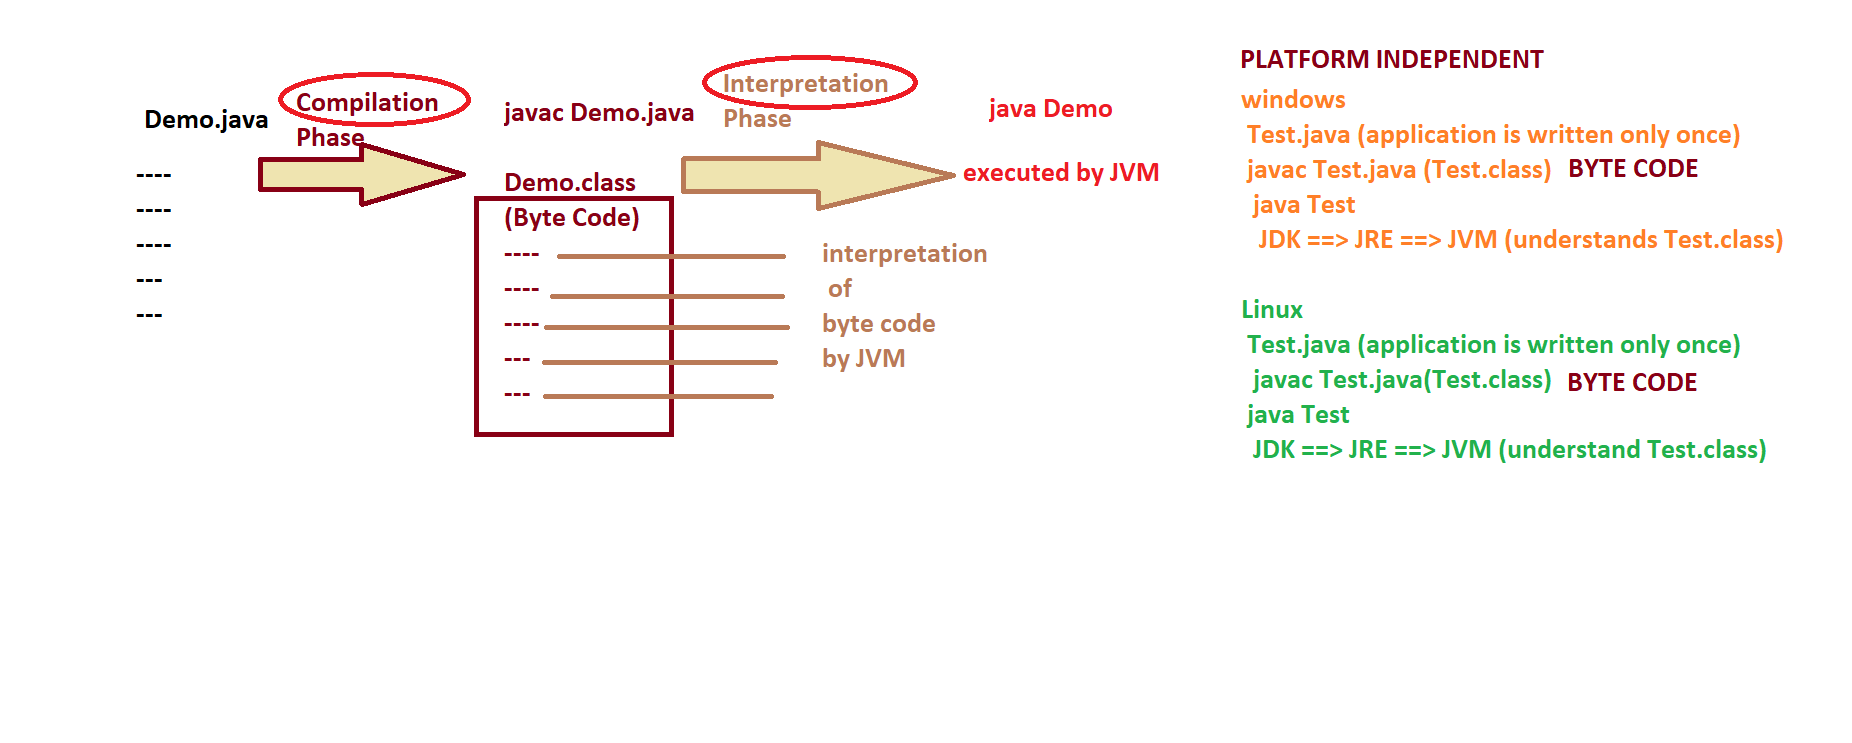 Demo.java
----
----
----
---
---
Compilation
Phase
javac Demo.java
Demo.class
(Byte Code)
----
----
----
---
---
Interpretation
Phase
interpretation
of
byte code
by JVM
java Demo
executed by JVM
PLATFORM INDEPENDENT
windows
Test.java (application is written only once)
javac Test.java (Test.class) BYTE CODE
java Test
JDK ==> JRE ==> JVM (understands Test.class)
Linux
Test.java (application is written only once)
javac Test.java(Test.class) BYTE CODE
java Test
JDK ==> JRE ==> JVM (understand Test.class)